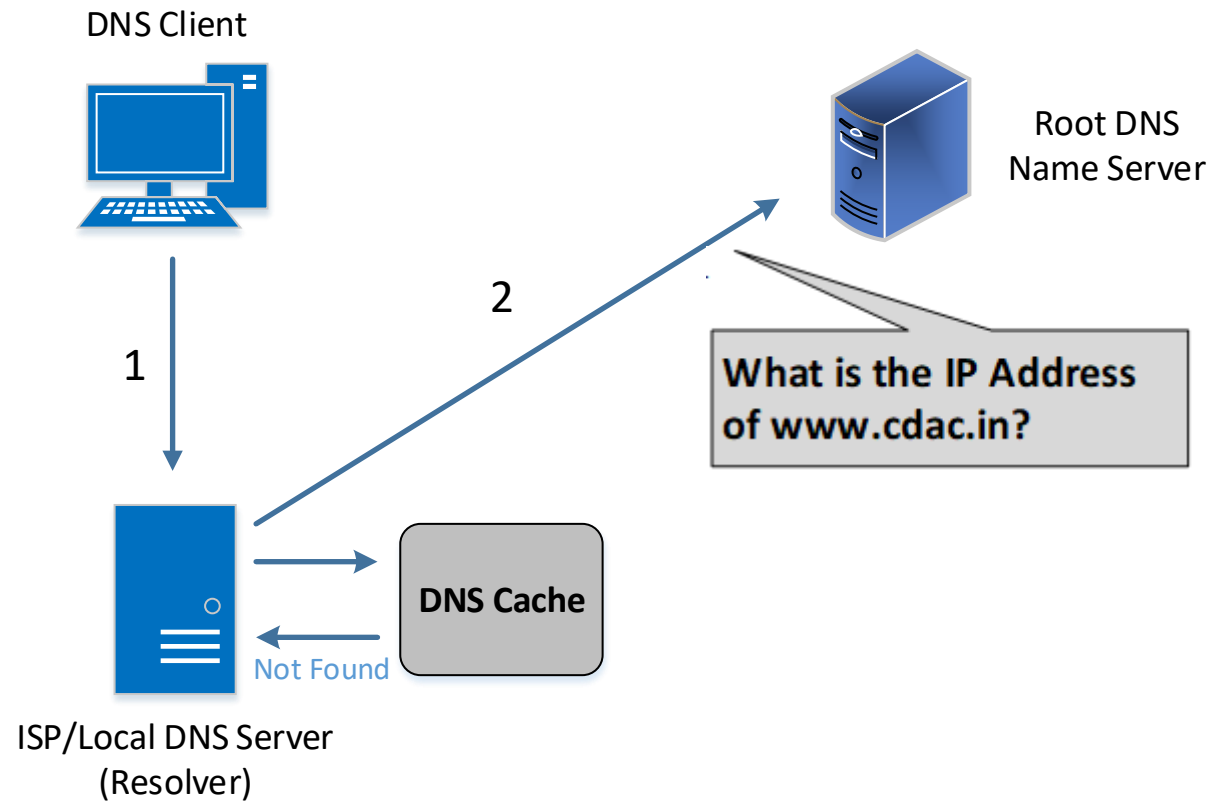 DNS Client
Root DNS
Name Server
2
1
What is the IP Address
of www.cdac.in?
DNS Cache
Not Found
ISP/Local DNS Server
(Resolver)